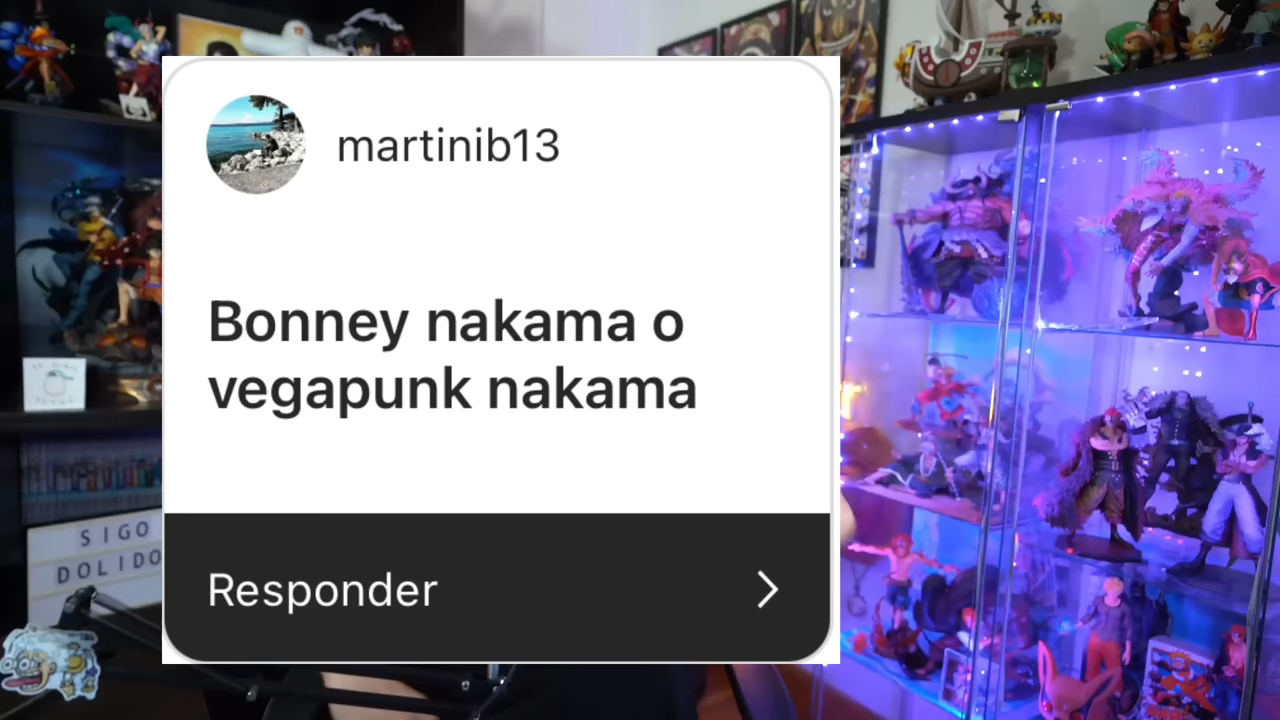 martinib13
Bonney nakama o
vegapunk nakama
Responder
SIGO
DOLIDO